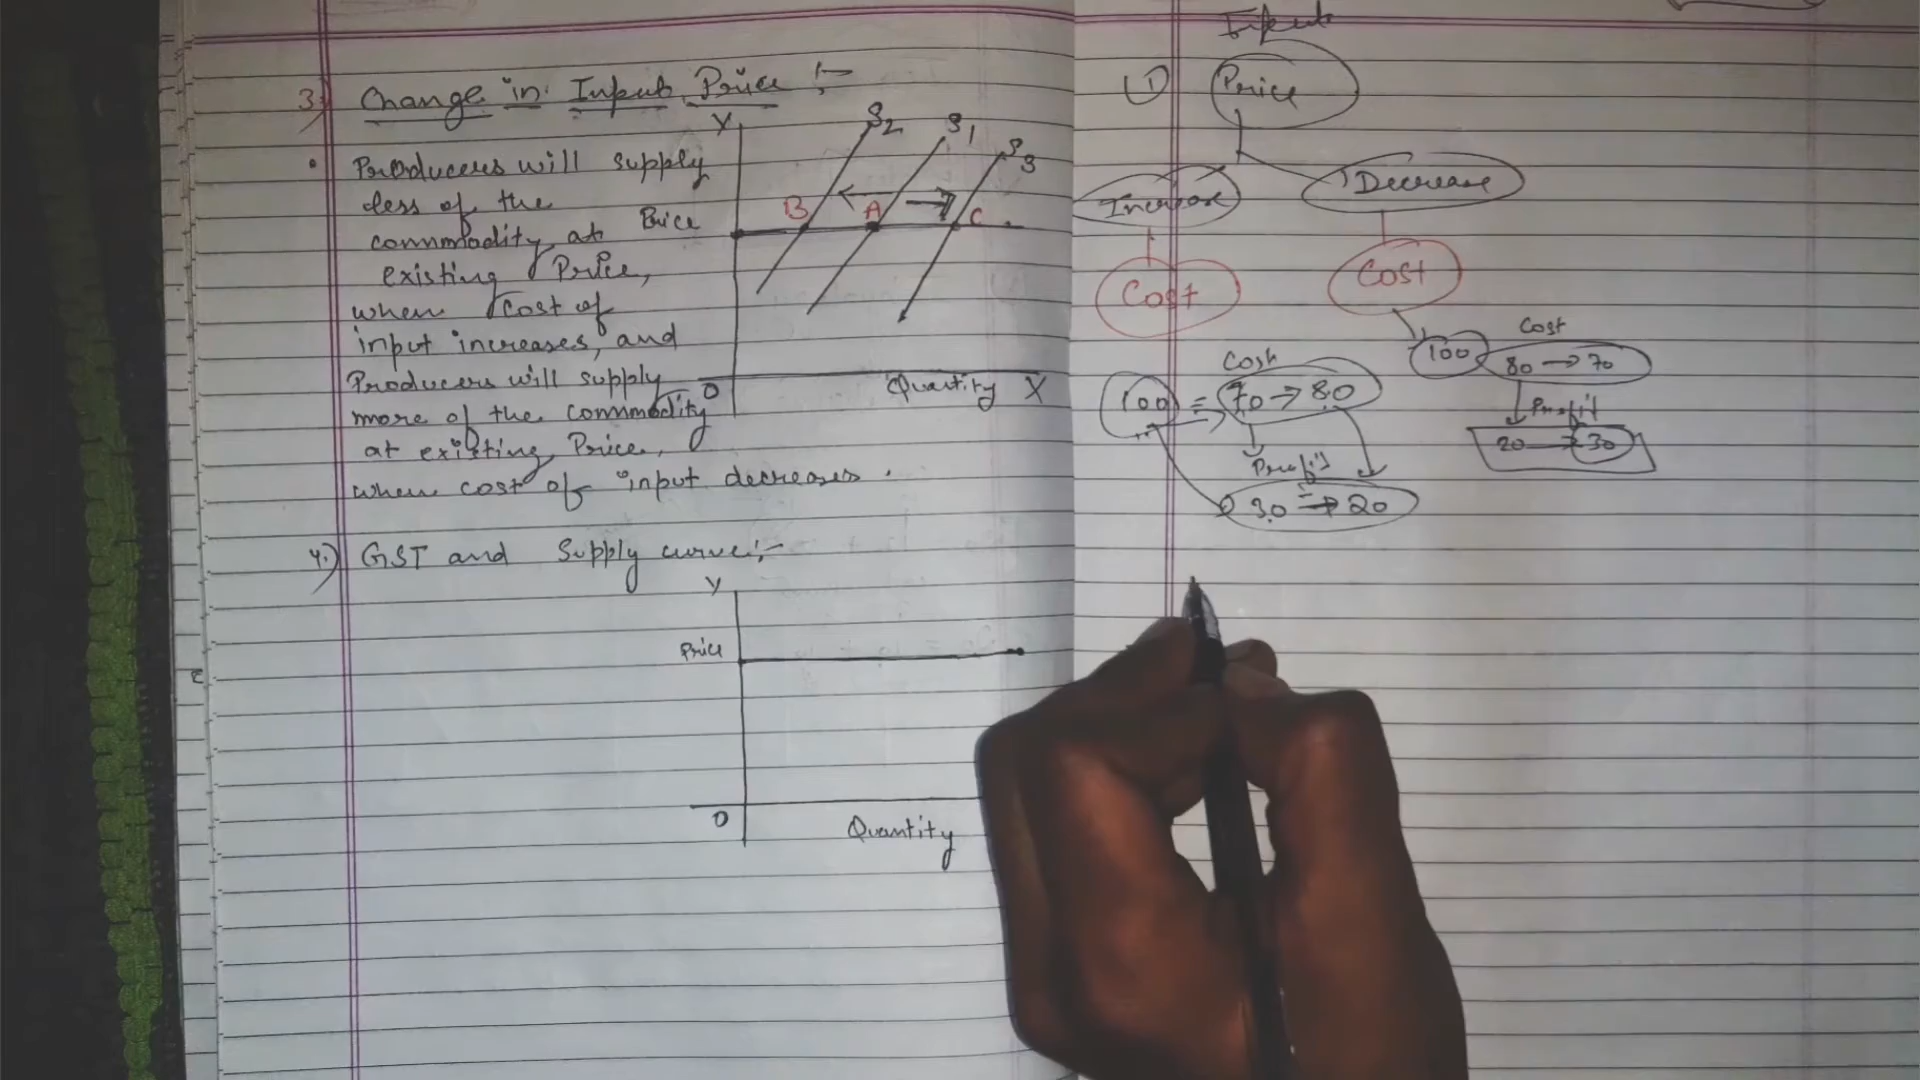 3) Change in Input Price :-
• Producers will supply
less of the
commodity at
existing Price,
when cost of
input increases, and
Producers will supply
more of the commodity
at existing Price,
when cost of input decreases.
Y
S2
S1
S3
Price
B
A
C
O
Quantity X
4.) GST and Supply curve:-
Y
Price
O
Quantity
Input
① Price
Increase
Decrease
Cost
Cost
Cost
100 = 70 → 80
Profit
30 → 20
Cost
100
80 → 70
Profit
20 → 30